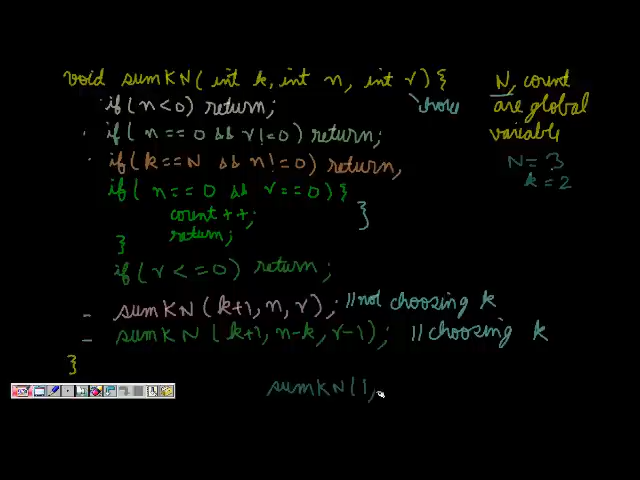 void sumKN( int k, int n, int r) {
if (n<0) return;
choice
if( n==0 && r!=0) return;
if( k==N && n!=0) return,
if( n==0 && r==0) {
count++;
return;
}
}
if (r<=0) return;
sumKN (k+1, n, r); //not choosing k
sumKN (k+1, n-k, r-1); //choosing k
}
sumKN(1,
N, count
are global
variable
N= 3
k=2